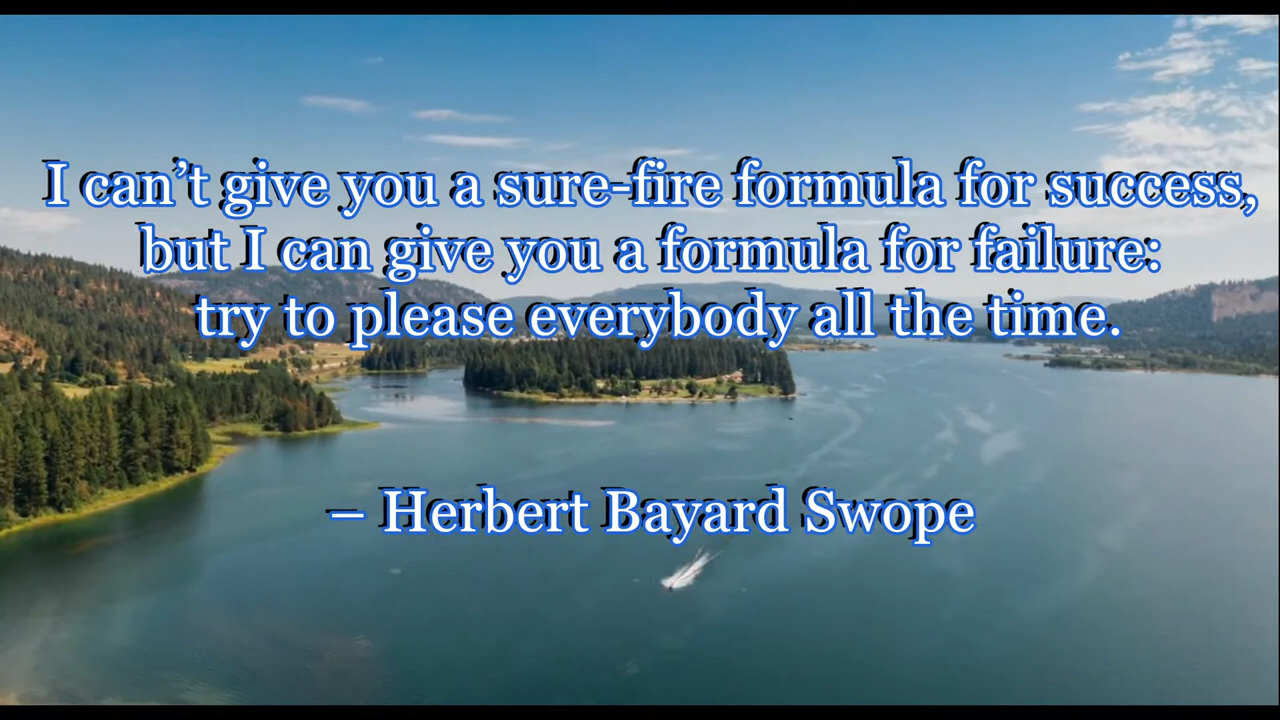 I can’t give you a sure-fire formula for success,
but I can give you a formula for failure:
try to please everybody all the time.
– Herbert Bayard Swope